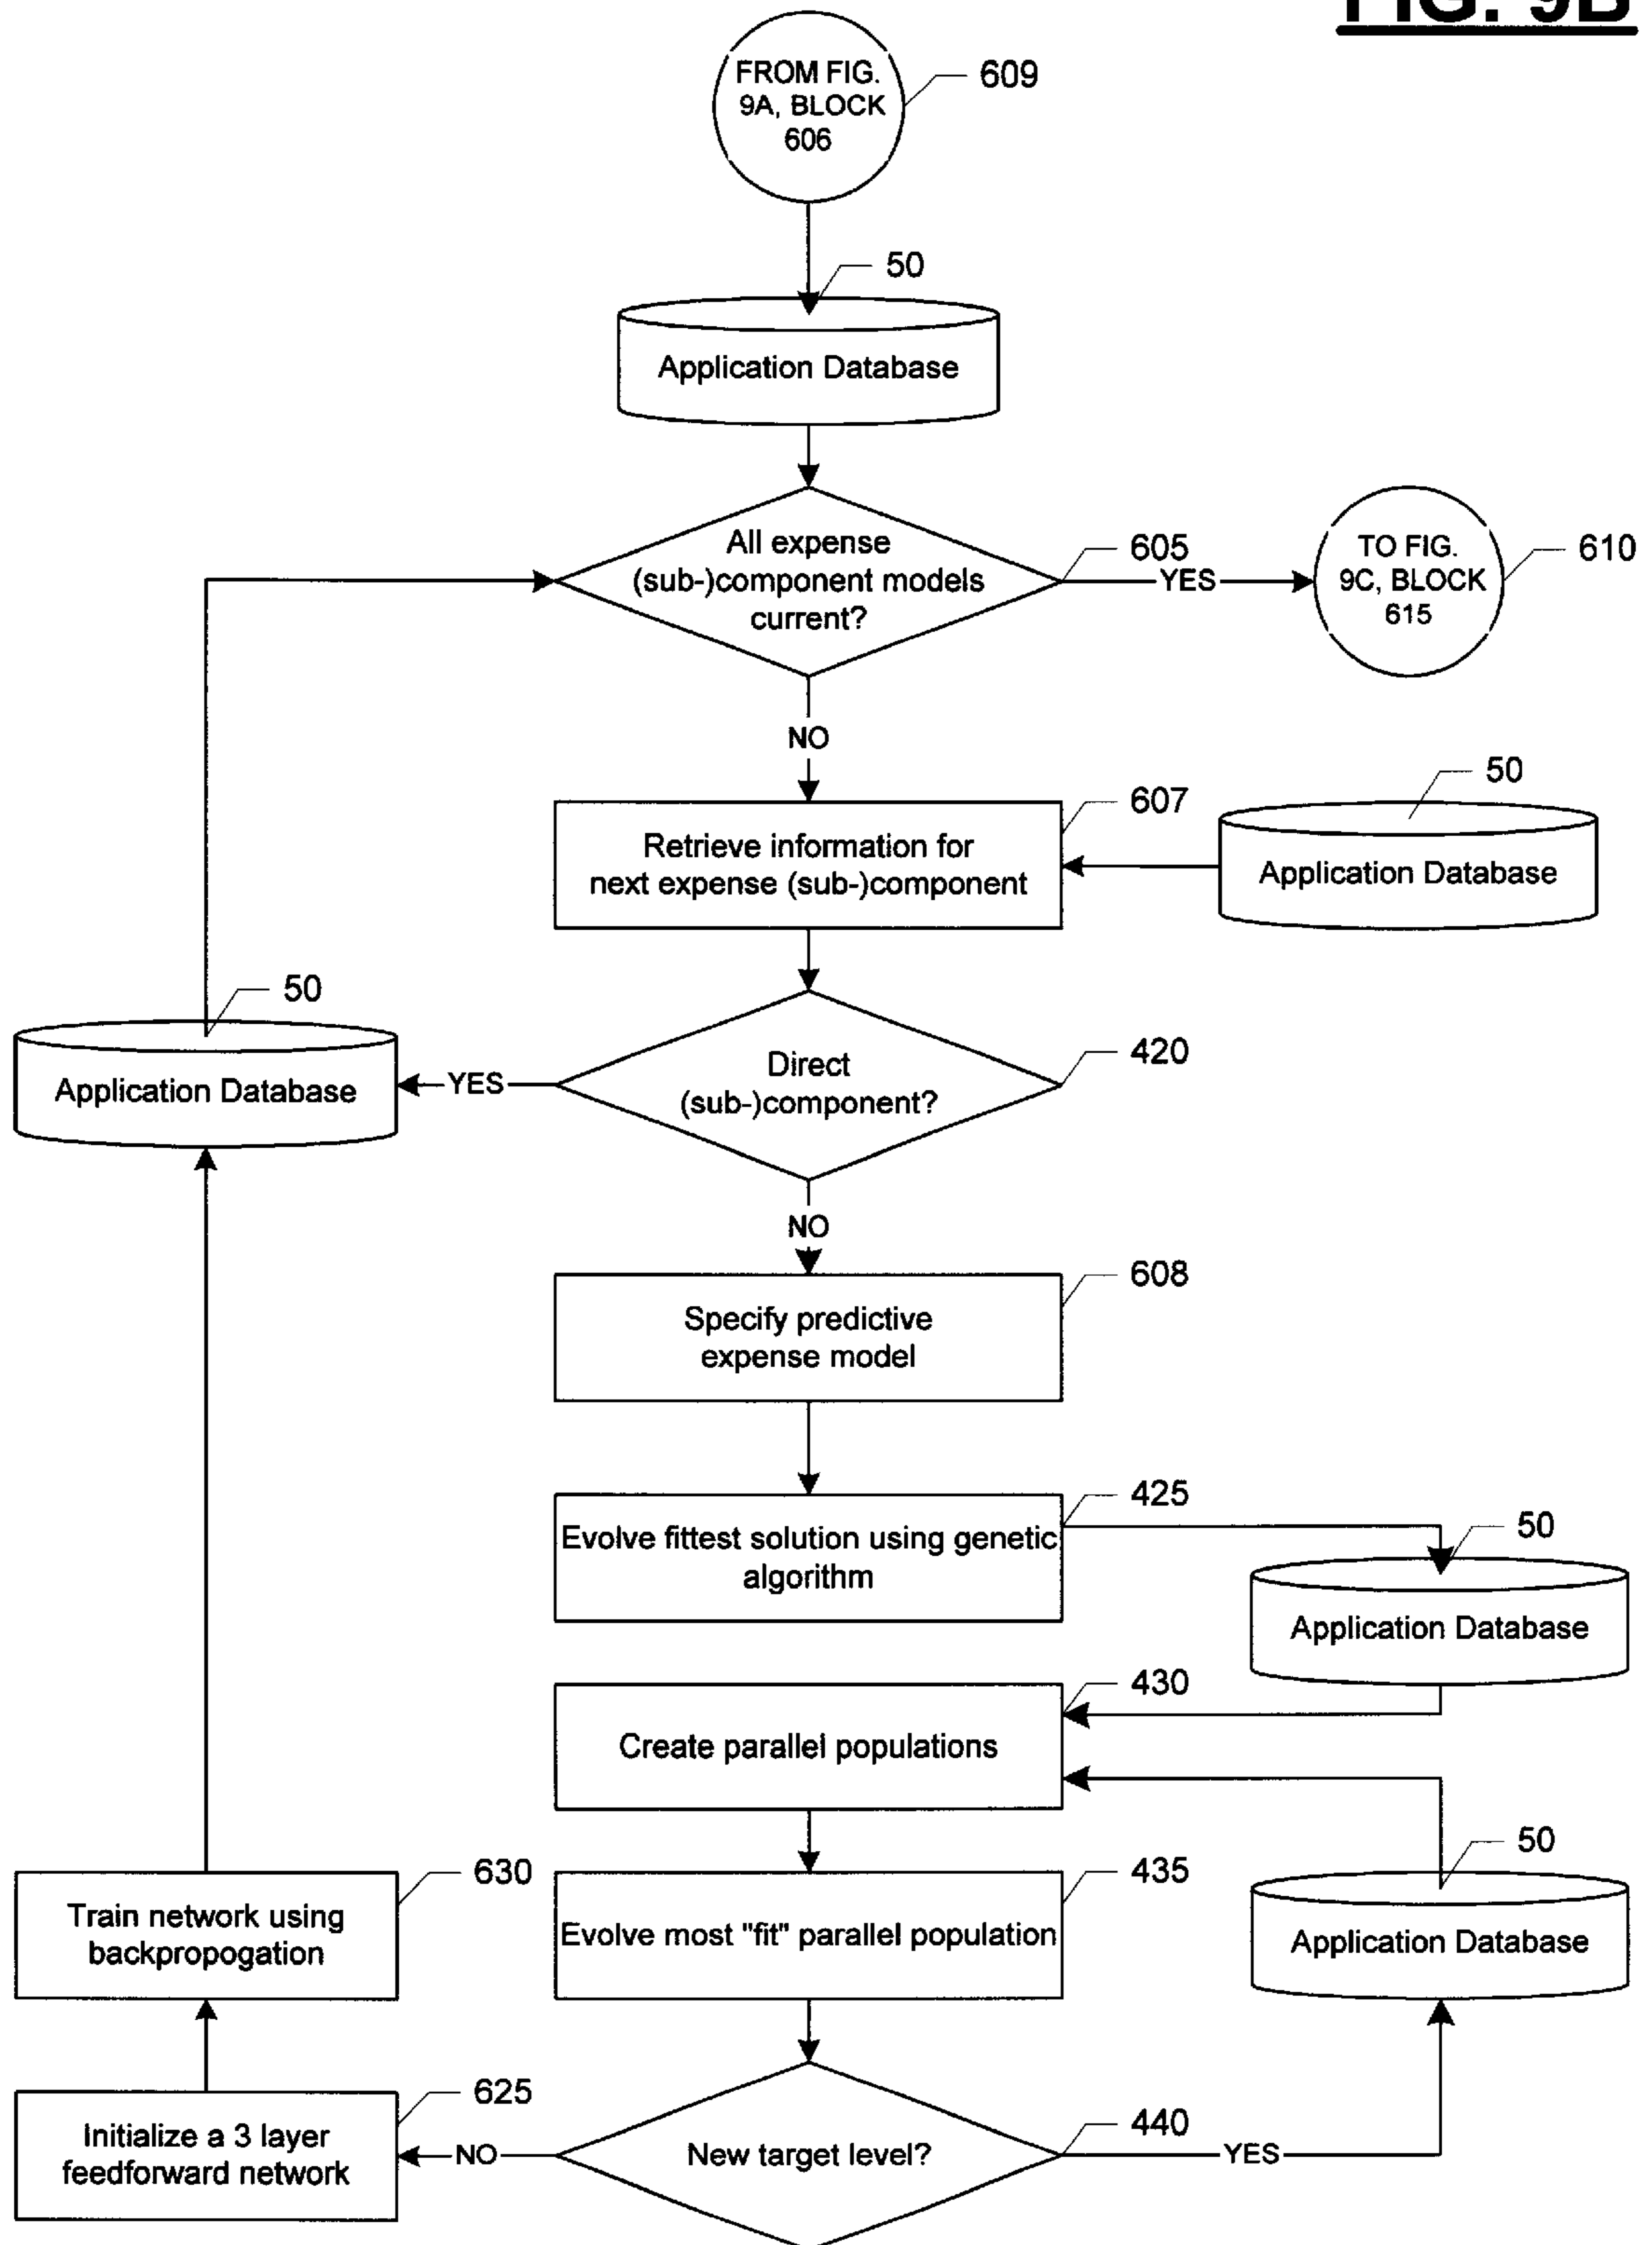 FIG. 9B
FROM FIG.
9A, BLOCK
606
609
50
Application Database
All expense
(sub-)component models
current?
605
YES
TO FIG.
9C, BLOCK
615
610
NO
607
Retrieve information for
next expense (sub-)component
50
Application Database
50
Application Database
YES
Direct
(sub-)component?
420
NO
608
Specify predictive
expense model
425
Evolve fittest solution using genetic
algorithm
50
Application Database
430
Create parallel populations
50
Application Database
630
Train network using
backpropogation
435
Evolve most "fit" parallel population
625
Initialize a 3 layer
feedforward network
NO
New target level?
440
YES